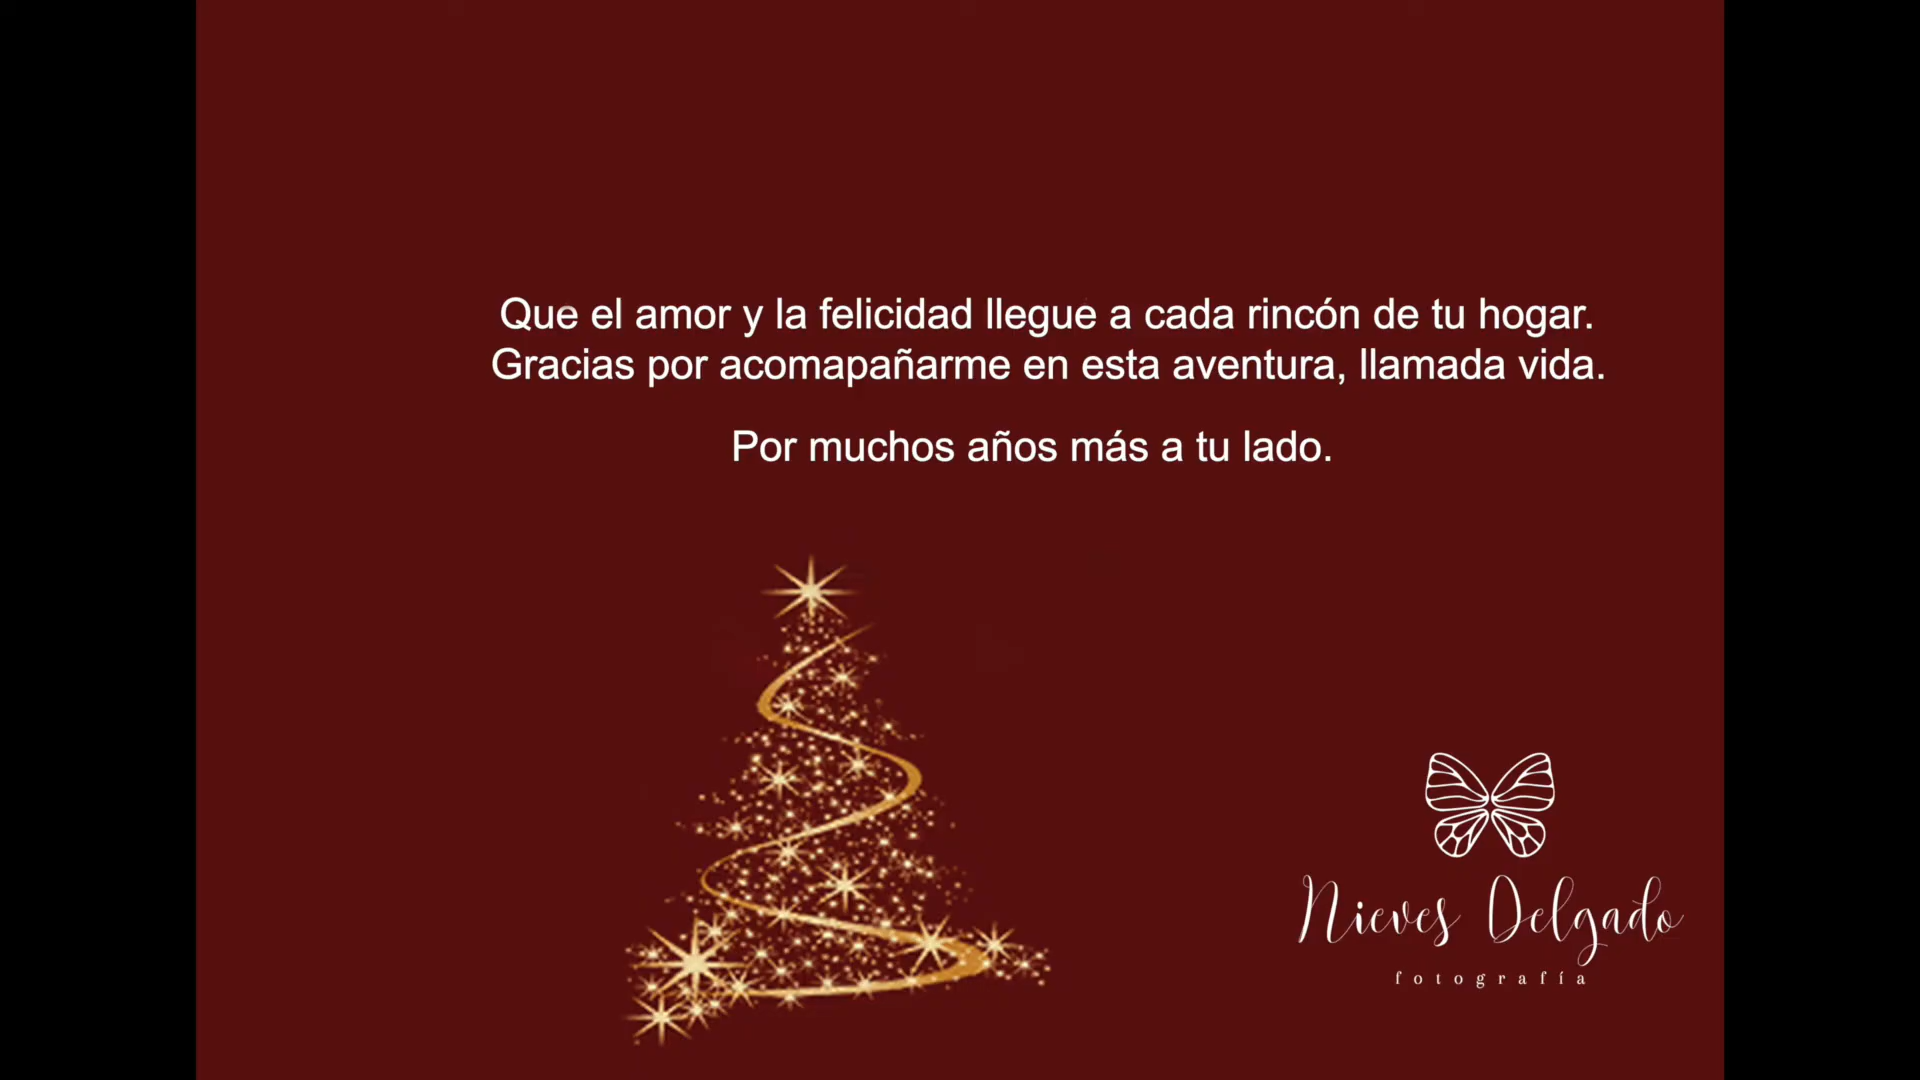 Que el amor y la felicidad llegue a cada rincón de tu hogar.
Gracias por acomapañarme en esta aventura, llamada vida.
Por muchos años más a tu lado.
Nieves Delgado
fotografía